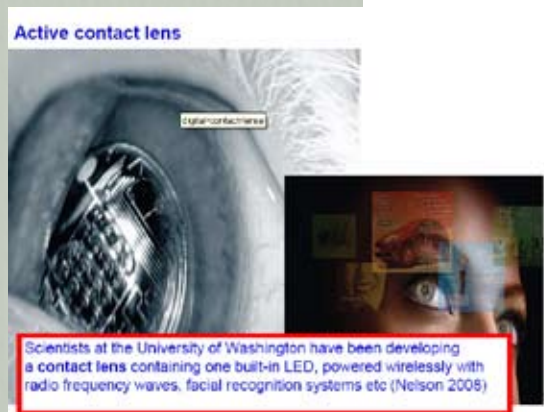 Active contact lens
digital-contact-lense
Scientists at the University of Washington have been developing
a contact lens containing one built-in LED, powered wirelessly with
radio frequency waves, facial recognition systems etc (Nelson 2008)